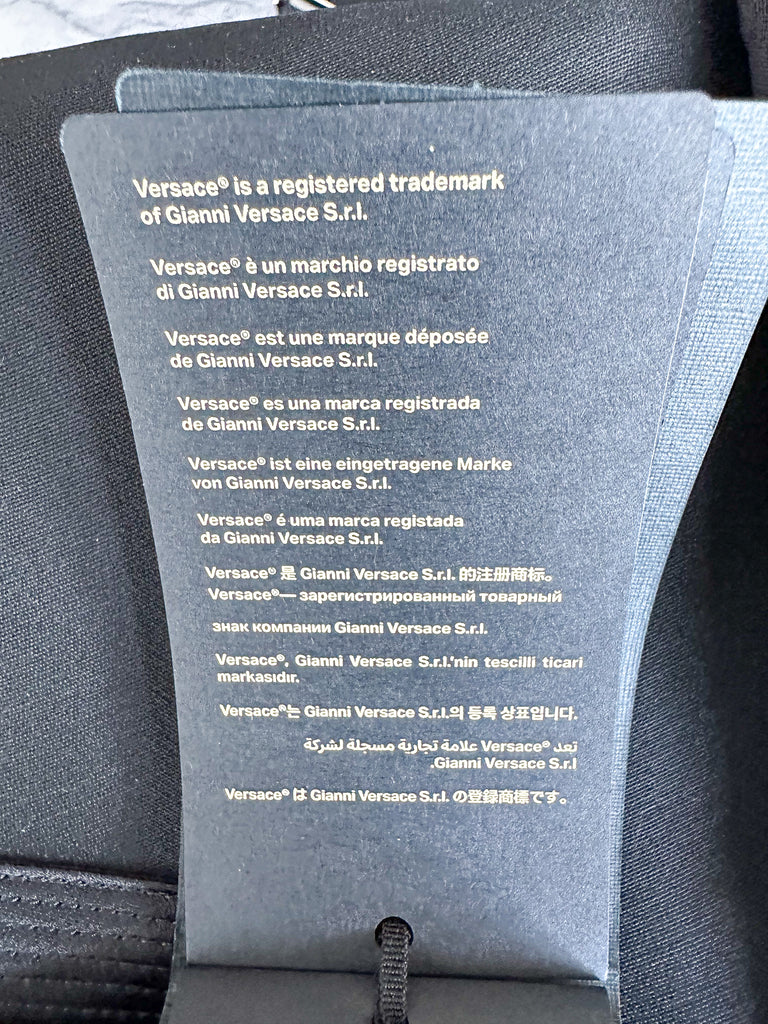 Versace® is a registered trademark
of Gianni Versace S.r.l.
Versace® è un marchio registrato
di Gianni Versace S.r.l.
Versace® est une marque déposée
de Gianni Versace S.r.l.
Versace® es una marca registrada
de Gianni Versace S.r.l.
Versace® ist eine eingetragene Marke
von Gianni Versace S.r.l.
Versace® é uma marca registada
da Gianni Versace S.r.l.
Versace® 是 Gianni Versace S.r.l. 的注册商标。
Versace®— зарегистрированный товарный
знак компании Gianni Versace S.r.l.
Versace®, Gianni Versace S.r.l.'nin tescilli ticari
markasıdır.
Versace®는 Gianni Versace S.r.l.의 등록 상표입니다.
تعد Versace® علامة تجارية مسجلة لشركة
Gianni Versace S.r.l.
Versace® は Gianni Versace S.r.l. の登録商標です。